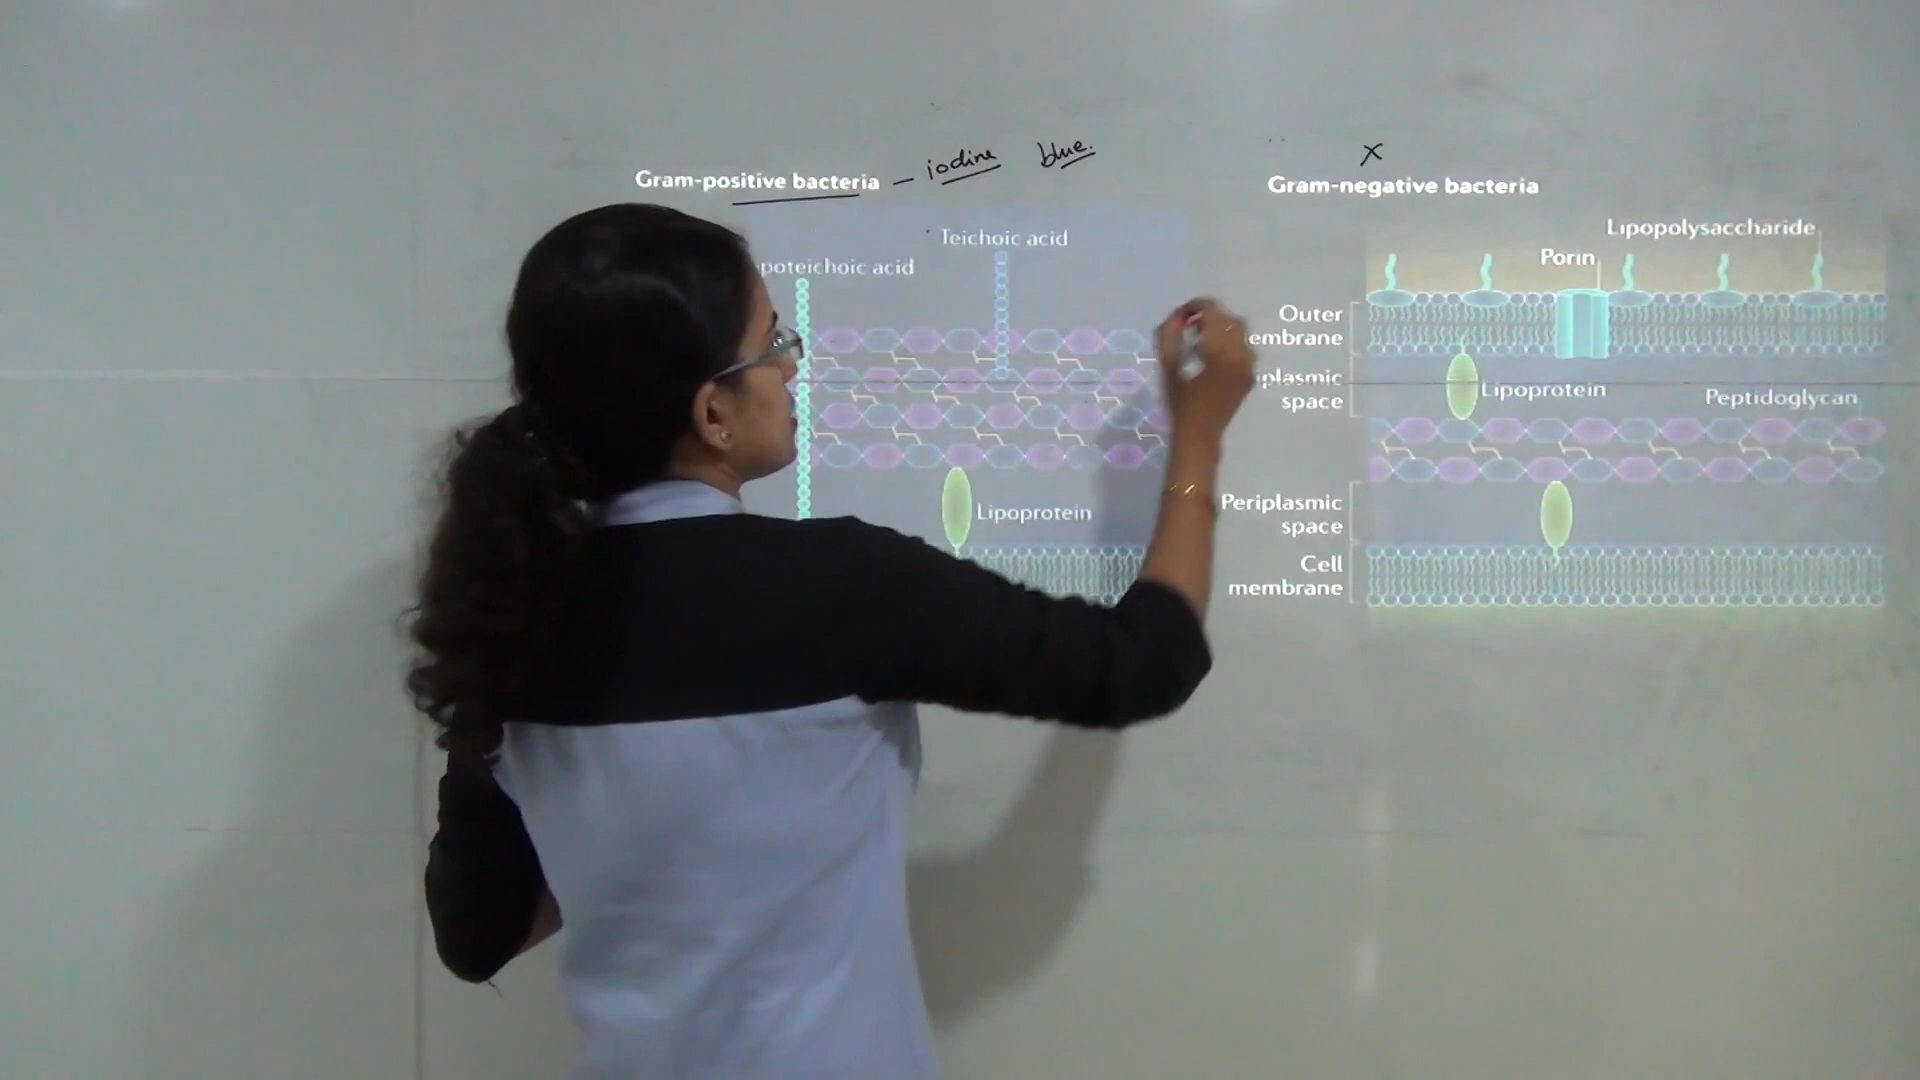 Gram-positive bacteria – iodine blue.
Teichoic acid
poteichoic acid
Lipoprotein
X
Gram-negative bacteria
Lipopolysaccharide
Porin
Outer
embrane
iplasmic
space
Lipoprotein
Peptidoglycan
Periplasmic
space
Cell
membrane